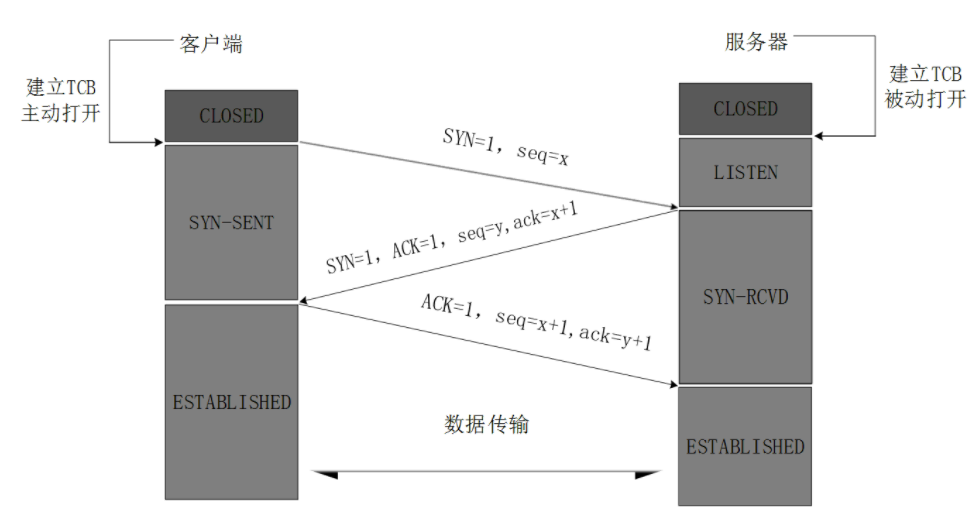 客户端
服务器
建立TCB
主动打开
建立TCB
被动打开
CLOSED
CLOSED
SYN=1, seq=x
LISTEN
SYN-SENT
SYN=1, ACK=1, seq=y,ack=x+1
SYN-RCVD
ACK=1, seq=x+1,ack=y+1
ESTABLISHED
数据传输
ESTABLISHED